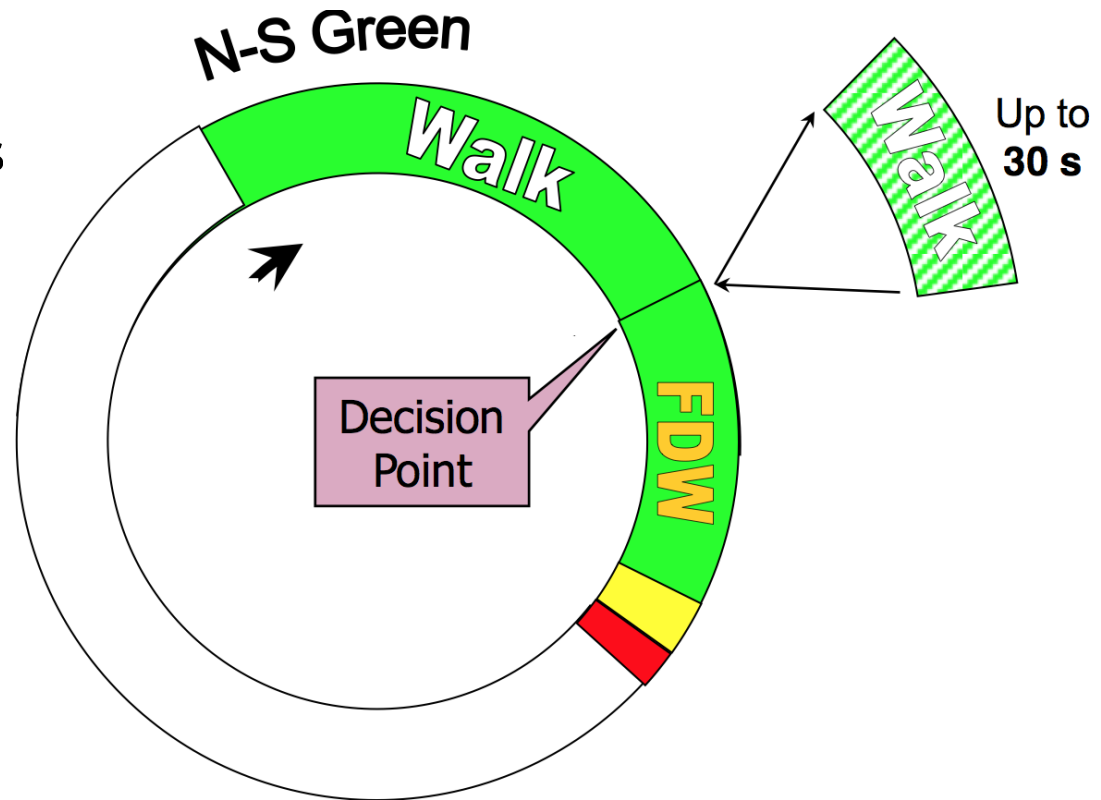 N-S Green
Walk
Walk
Up to
30 s
Decision
Point
FDW